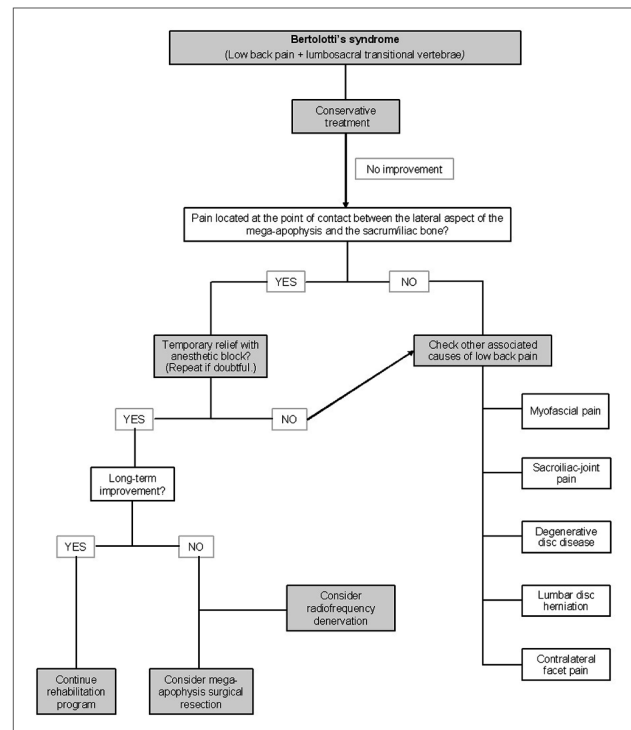 Bertolotti's syndrome
(Low back pain + lumbosacral transitional vertebrae)
Conservative
treatment
No improvement
Pain located at the point of contact between the lateral aspect of the
mega-apophysis and the sacrum/iliac bone?
YES
NO
Temporary relief with
anesthetic block?
(Repeat if doubtful.)
Check other associated
causes of low back pain
YES
NO
Myofascial pain
Long-term
improvement?
Sacroiliac-joint
pain
YES
NO
Degenerative
disc disease
Consider
radiofrequency
denervation
Lumbar disc
herniation
Continue
rehabilitation
program
Consider mega-
apophysis surgical
resection
Contralateral
facet pain